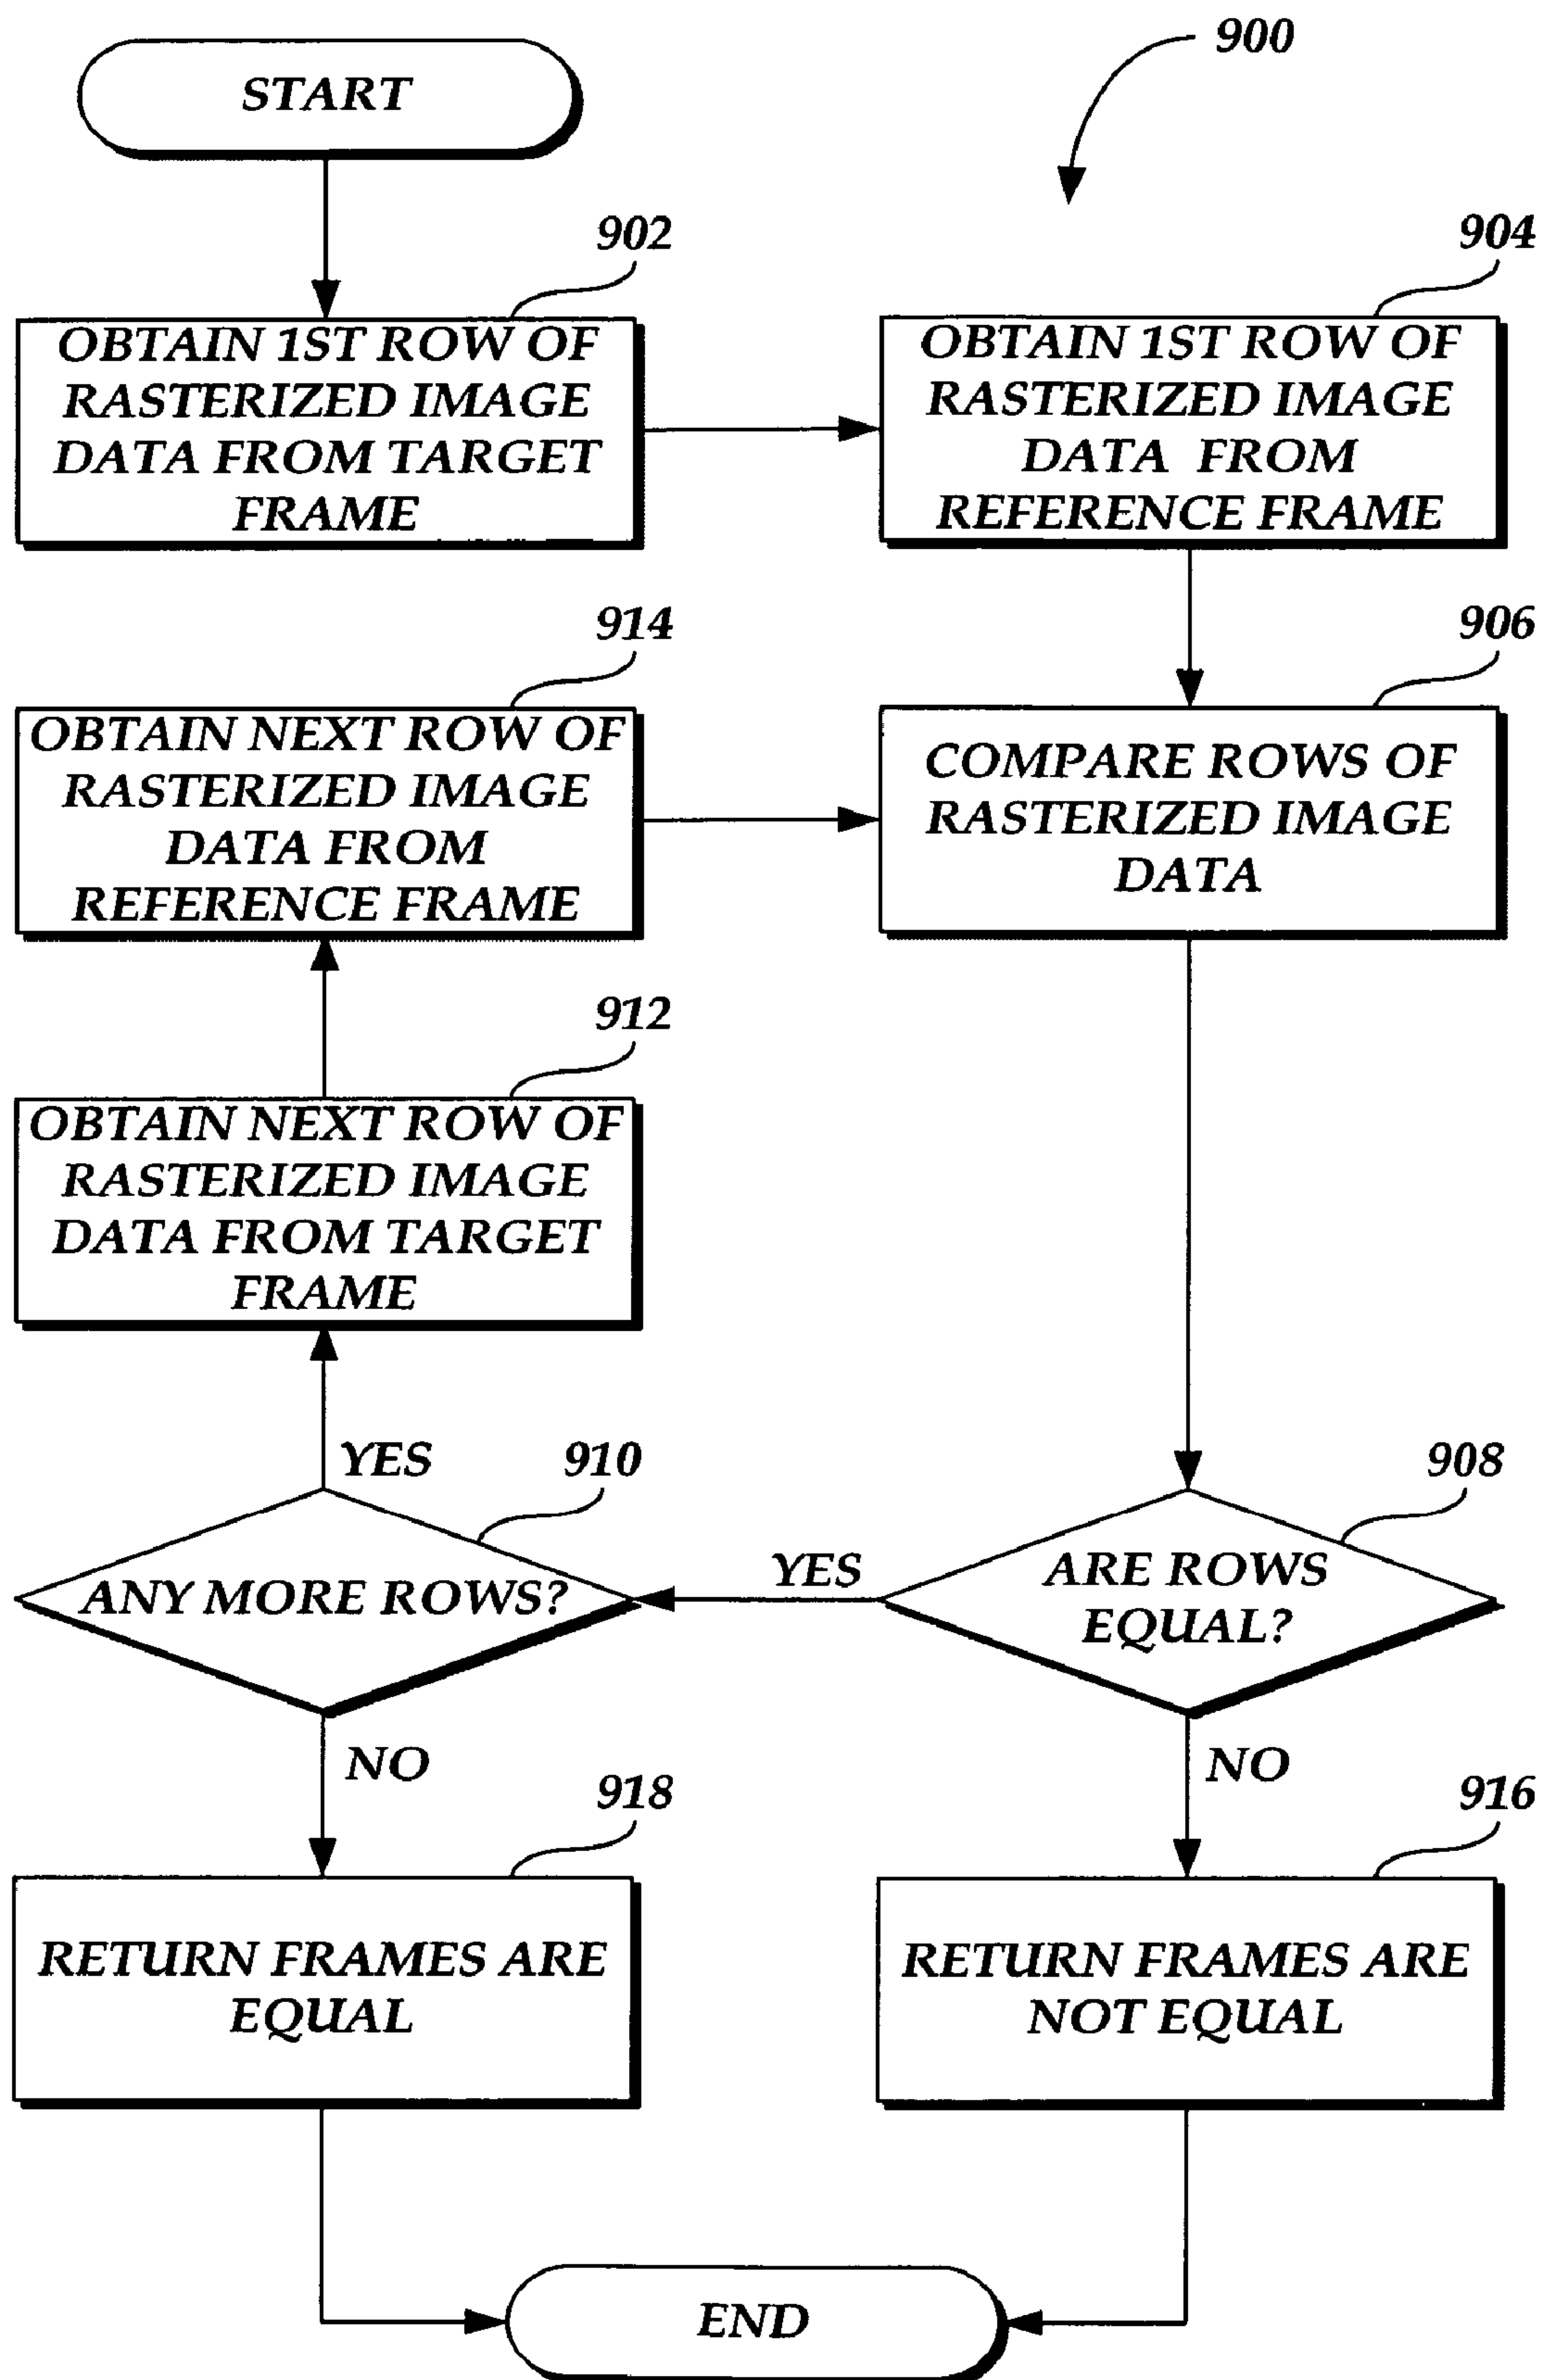 900
START
902
OBTAIN 1ST ROW OF
RASTERIZED IMAGE
DATA FROM TARGET
FRAME
904
OBTAIN 1ST ROW OF
RASTERIZED IMAGE
DATA FROM
REFERENCE FRAME
914
OBTAIN NEXT ROW OF
RASTERIZED IMAGE
DATA FROM
REFERENCE FRAME
906
COMPARE ROWS OF
RASTERIZED IMAGE
DATA
912
OBTAIN NEXT ROW OF
RASTERIZED IMAGE
DATA FROM TARGET
FRAME
YES
910
ANY MORE ROWS?
YES
908
ARE ROWS
EQUAL?
NO
918
RETURN FRAMES ARE
EQUAL
NO
916
RETURN FRAMES ARE
NOT EQUAL
END